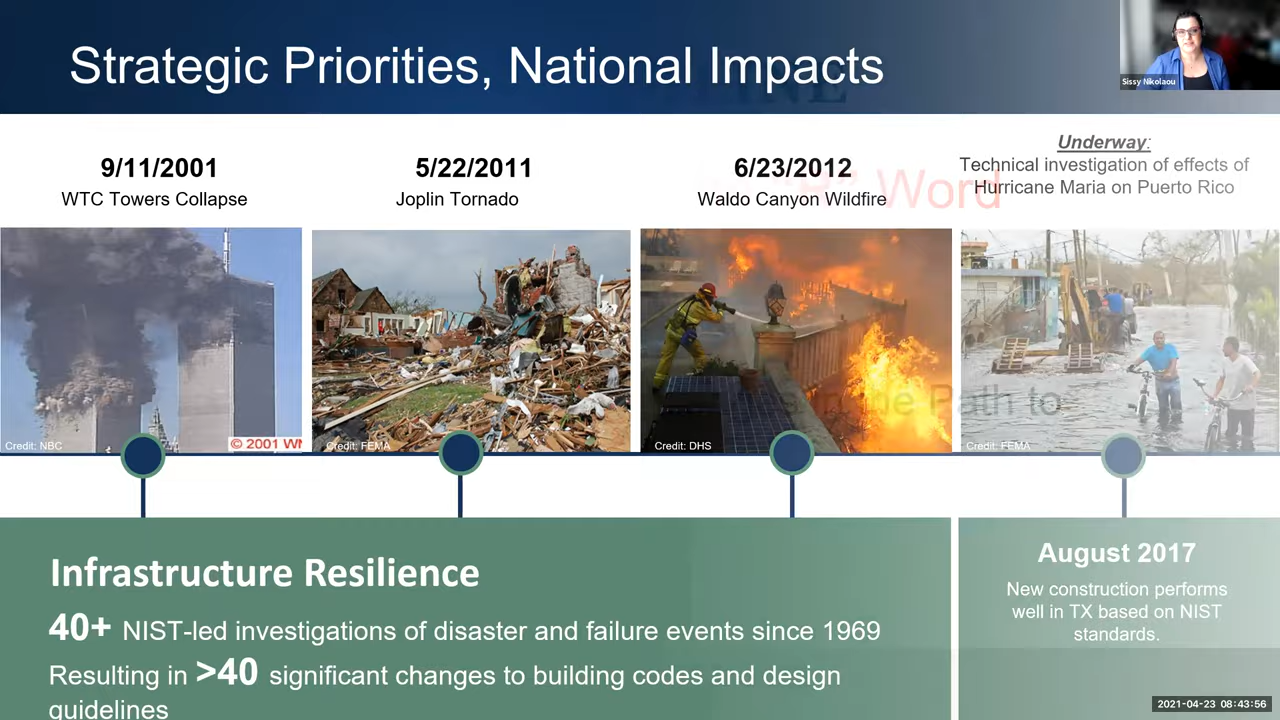 Strategic Priorities, National Impacts
Sissy Nikolaou
9/11/2001
WTC Towers Collapse
5/22/2011
Joplin Tornado
6/23/2012
Waldo Canyon Wildfire
Word
Underway:
Technical investigation of effects of
Hurricane Maria on Puerto Rico
Path to
Credit: NBC
© 2001
Credit: FEMA
Credit: DHS
Credit: FEMA
Infrastructure Resilience
40+ NIST-led investigations of disaster and failure events since 1969
Resulting in >40 significant changes to building codes and design
guidelines
August 2017
New construction performs
well in TX based on NIST
standards.
2021-04-23 08:43:56